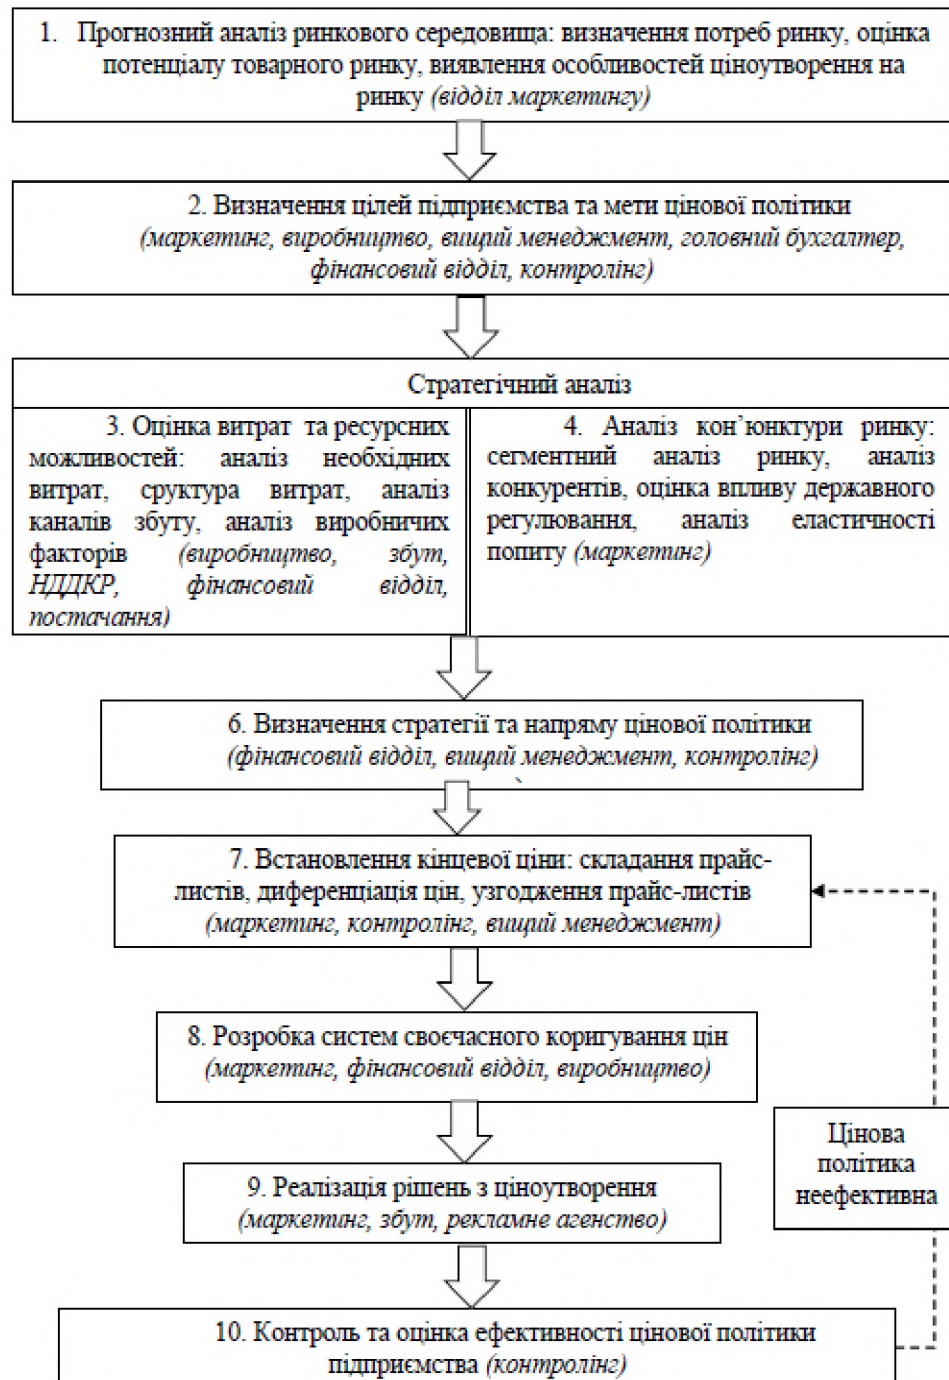 1. Прогнозний аналіз ринкового середовища: визначення потреб ринку, оцінка
потенціалу товарного ринку, виявлення особливостей ціноутворення на
ринку (відділ маркетингу)
2. Визначення цілей підприємства та мети цінової політики
(маркетинг, виробництво, вищий менеджмент, головний бухгалтер,
фінансовий відділ, контролінг)
Стратегічний аналіз
3. Оцінка витрат та ресурсних
можливостей: аналіз необхідних
витрат, сруктура витрат, аналіз
каналів збуту, аналіз виробничих
факторів (виробництво, збут,
НДДКР, фінансовий відділ,
постачання)
4. Аналіз кон’юнктури ринку:
сегментний аналіз ринку, аналіз
конкурентів, оцінка впливу державного
регулювання, аналіз еластичності
попиту (маркетинг)
6. Визначення стратегії та напряму цінової політики
(фінансовий відділ, вищий менеджмент, контролінг)
7. Встановлення кінцевої ціни: складання прайс-
листів, диференціація цін, узгодження прайс-листів
(маркетинг, контролінг, вищий менеджмент)
8. Розробка систем своєчасного коригування цін
(маркетинг, фінансовий відділ, виробництво)
9. Реалізація рішень з ціноутворення
(маркетинг, збут, рекламне агенство)
Цінова
політика
неефективна
10. Контроль та оцінка ефективності цінової політики
підприємства (контролінг)